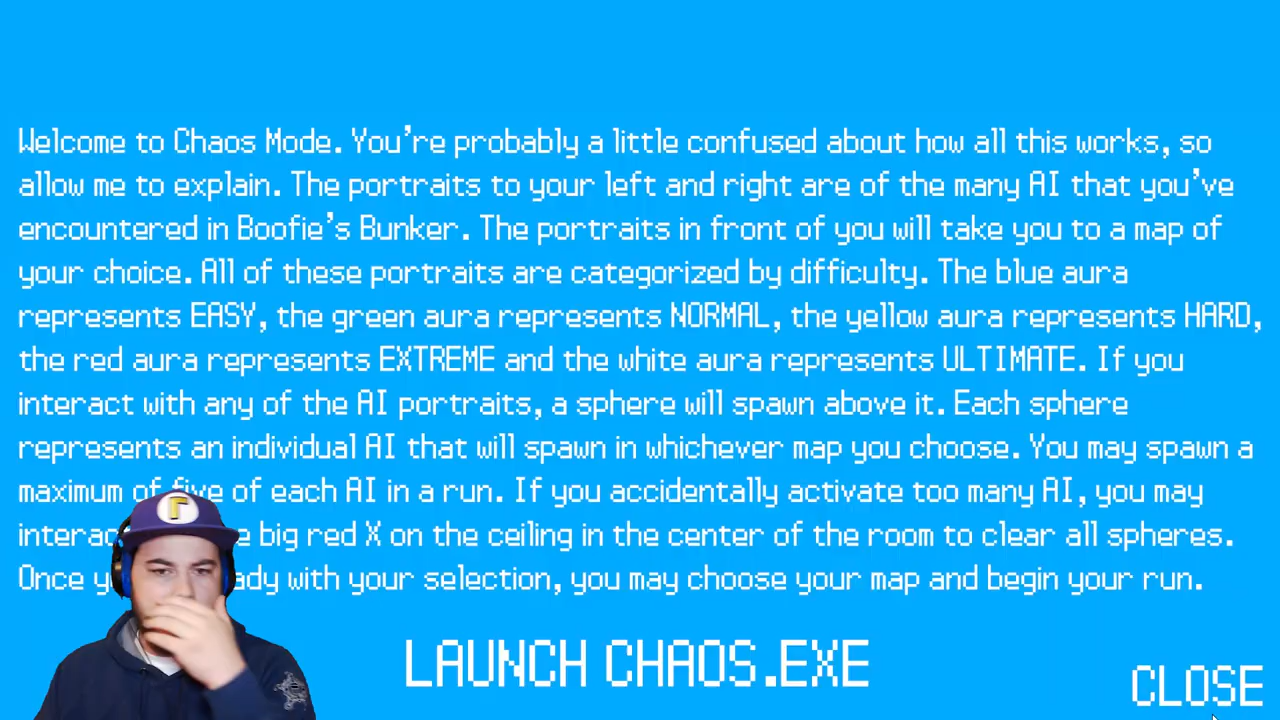 Welcome to Chaos Mode. You're probably a little confused about how all this works, so
allow me to explain. The portraits to your left and right are of the many AI that you've
encountered in Boofie's Bunker. The portraits in front of you will take you to a map of
your choice. All of these portraits are categorized by difficulty. The blue aura
represents EASY, the green aura represents NORMAL, the yellow aura represents HARD,
the red aura represents EXTREME and the white aura represents ULTIMATE. If you
interact with any of the AI portraits, a sphere will spawn above it. Each sphere
represents an individual AI that will spawn in whichever map you choose. You may spawn a
maximum of five of each AI in a run. If you accidentally activate too many AI, you may
big red X on the ceiling in the center of the room to clear all spheres.
Once with your selection, you may choose your map and begin your run.
LAUNCH CHAOS.EXE
CLOSE